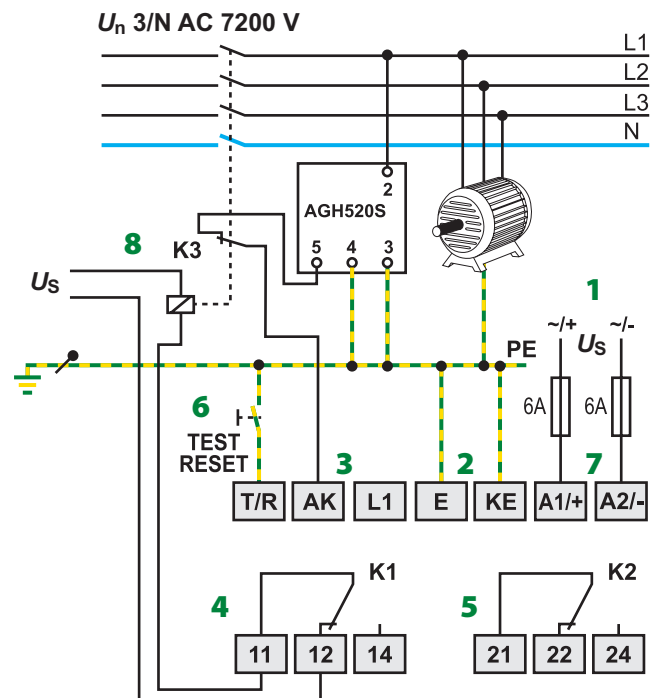 Un 3/N AC 7200 V
L1
L2
L3
N
2
AGH520S
5 4 3
8
K3
US
1
~/+ US ~/-
PE
6A 6A
6
TEST
RESET
3 2 7
T/R AK L1 E KE A1/+ A2/-
K1 K2
4 5
11 12 14 21 22 24